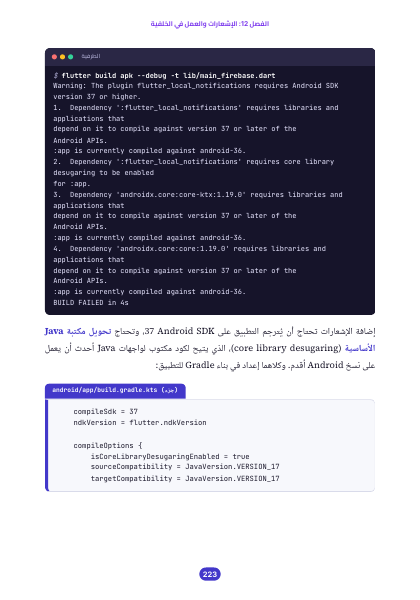 الفصل 12: الإشعارات والعمل في الخلفية
الطرفية
$ flutter build apk --debug -t lib/main_firebase.dart
Warning: The plugin flutter_local_notifications requires Android SDK
version 37 or higher.
1.  Dependency ':flutter_local_notifications' requires libraries and
applications that
depend on it to compile against version 37 or later of the
Android APIs.
:app is currently compiled against android-36.
2.  Dependency ':flutter_local_notifications' requires core library
desugaring to be enabled
for :app.
3.  Dependency 'androidx.core:core-ktx:1.19.0' requires libraries and
applications that
depend on it to compile against version 37 or later of the
Android APIs.
:app is currently compiled against android-36.
4.  Dependency 'androidx.core:core:1.19.0' requires libraries and
applications that
depend on it to compile against version 37 or later of the
Android APIs.
:app is currently compiled against android-36.
BUILD FAILED in 4s
إضافة الإشعارات تحتاج أن يُترجم التطبيق على Android SDK 37، وتحتاج تحويل مكتبة Java
الأساسية (core library desugaring)، الذي يتيح لكود مكتوب لواجهات Java أحدث أن يعمل
على نسخ Android أقدم. وكلاهما إعداد في بناء Gradle للتطبيق:
android/app/build.gradle.kts (جزء)
compileSdk = 37
ndkVersion = flutter.ndkVersion
compileOptions {
    isCoreLibraryDesugaringEnabled = true
    sourceCompatibility = JavaVersion.VERSION_17
    targetCompatibility = JavaVersion.VERSION_17
223